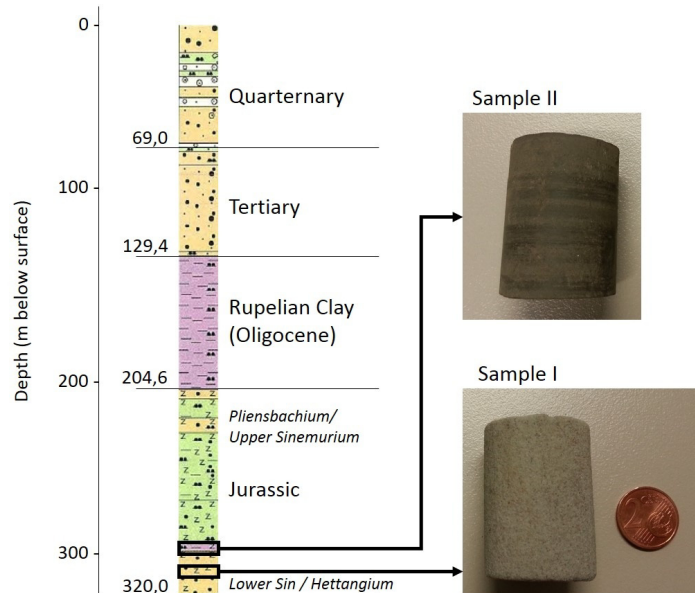 0
Quarternary
Sample II
69,0
100
Tertiary
129,4
Rupelian Clay
(Oligocene)
Depth (m below surface)
204,6
200
Sample I
Pliensbachium/
Upper Sinemurium
Jurassic
300
320,0
Lower Sin / Hettangium
2